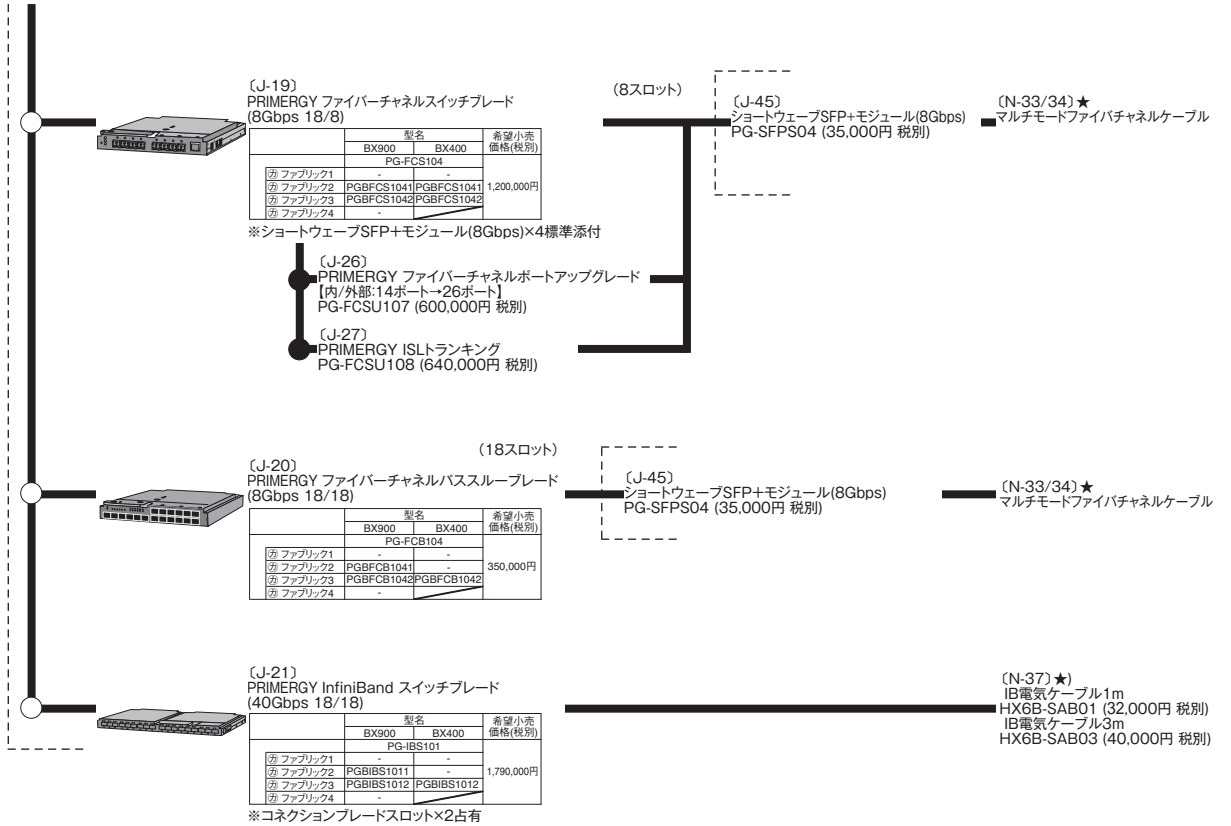 〔J-19〕
PRIMERGY ファイバーチャネルスイッチブレード
(8Gbps 18/8)
型名 希望小売価格(税別)
BX900 BX400
PG-FCS104
㋕ ファブリック1 - -
㋕ ファブリック2 PGBFCS1041 PGBFCS1041 1,200,000円
㋕ ファブリック3 PGBFCS1042 PGBFCS1042
㋕ ファブリック4 -
※ショートウェーブSFP+モジュール(8Gbps)×4標準添付
(8スロット)
〔J-45〕
ショートウェーブSFP+モジュール(8Gbps)
PG-SFPS04 (35,000円 税別)
〔N-33/34〕★
マルチモードファイバチャネルケーブル
〔J-26〕
PRIMERGY ファイバーチャネルポートアップグレード
【内/外部:14ポート→26ポート】
PG-FCSU107 (600,000円 税別)
〔J-27〕
PRIMERGY ISLトランキング
PG-FCSU108 (640,000円 税別)
〔J-20〕
PRIMERGY ファイバーチャネルパススルーブレード
(8Gbps 18/18)
型名 希望小売価格(税別)
BX900 BX400
PG-FCB104
㋕ ファブリック1 - -
㋕ ファブリック2 PGBFCB1041 - 350,000円
㋕ ファブリック3 PGBFCB1042 PGBFCB1042
㋕ ファブリック4 -
(18スロット)
〔J-45〕
ショートウェーブSFP+モジュール(8Gbps)
PG-SFPS04 (35,000円 税別)
〔N-33/34〕★
マルチモードファイバチャネルケーブル
〔J-21〕
PRIMERGY InfiniBand スイッチブレード
(40Gbps 18/18)
型名 希望小売価格(税別)
BX900 BX400
PG-IBS101
㋕ ファブリック1 - -
㋕ ファブリック2 PGBIBS1011 - 1,790,000円
㋕ ファブリック3 PGBIBS1012 PGBIBS1012
㋕ ファブリック4 -
※コネクションブレードスロット×2占有
〔N-37〕★)
IB電気ケーブル1m
HX6B-SAB01 (32,000円 税別)
IB電気ケーブル3m
HX6B-SAB03 (40,000円 税別)